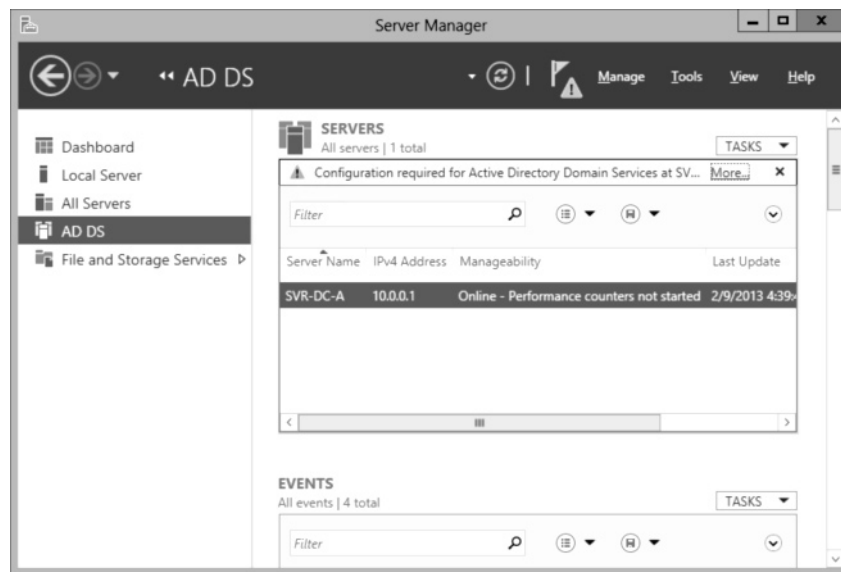 Server Manager
AD DS
Manage Tools View Help
Dashboard
Local Server
All Servers
AD DS
File and Storage Services
SERVERS
All servers | 1 total
TASKS
Configuration required for Active Directory Domain Services at SV... More...
Filter
Server Name IPv4 Address Manageability Last Update
SVR-DC-A 10.0.0.1 Online - Performance counters not started 2/9/2013 4:39:
EVENTS
All events | 4 total
TASKS
Filter